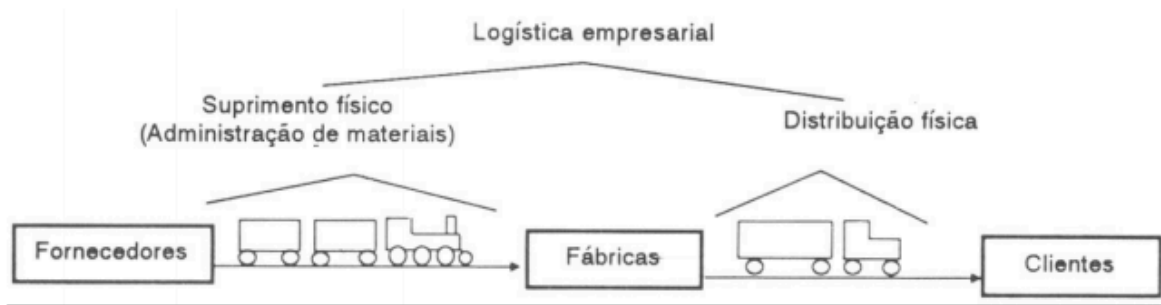 Logística empresarial
Suprimento físico
(Administração de materiais)
Distribuição física
Fornecedores
Fábricas
Clientes